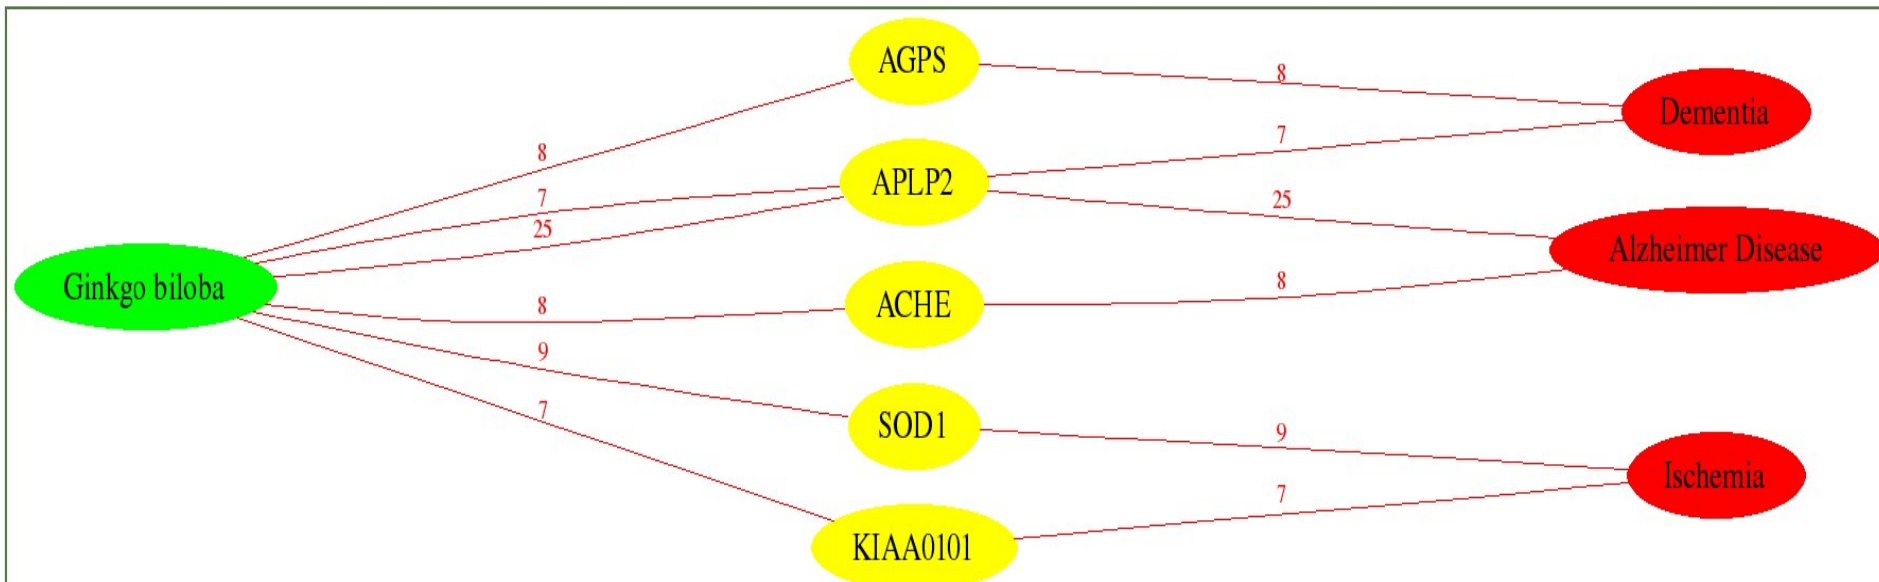 AGPS
8
Dementia
8
7
7
APLP2
25
25
Alzheimer Disease
Ginkgo biloba
8
ACHE
8
9
SOD1
9
Ischemia
7
7
KIAA0101